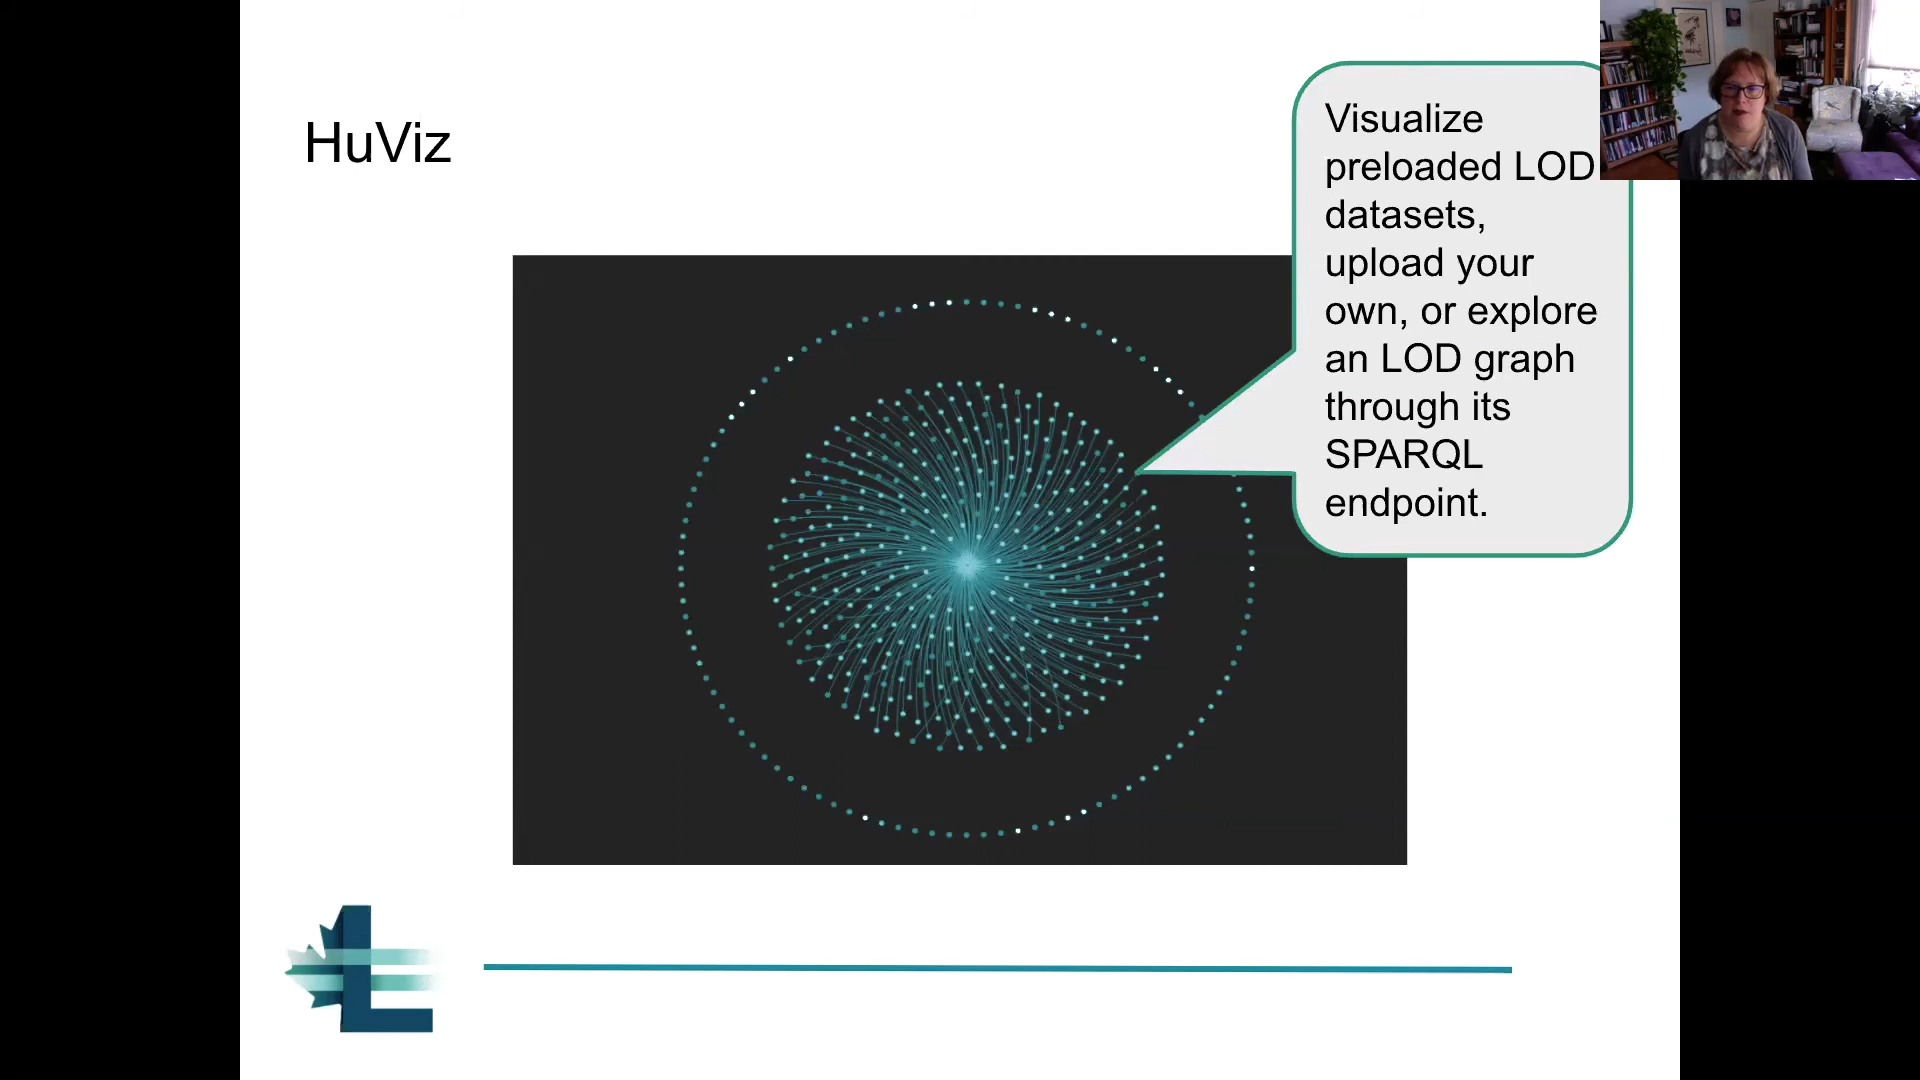 HuViz
Visualize
preloaded LOD
datasets,
upload your
own, or explore
an LOD graph
through its
SPARQL
endpoint.
L